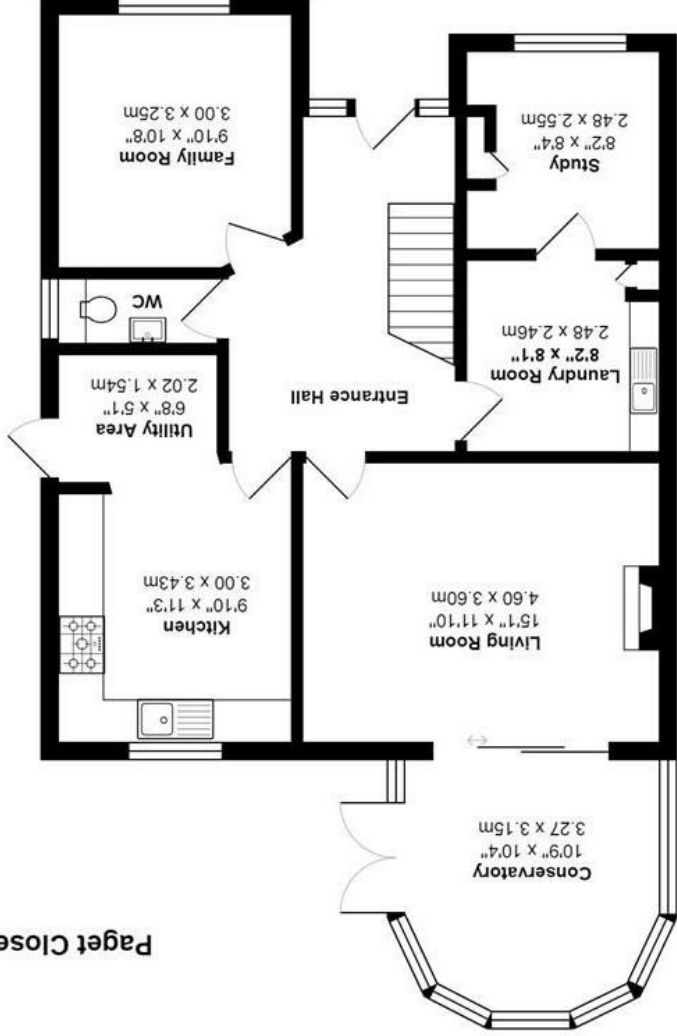 Paget Close
Conservatory
10'9" x 10'4"
3.27 x 3.15m
Living Room
15'1" x 11'10"
4.60 x 3.60m
Kitchen
9'10" x 11'3"
3.00 x 3.43m
Laundry Room
8'2" x 8'1"
2.48 x 2.46m
Entrance Hall
Utility Area
6'8" x 5'1"
2.02 x 1.54m
WC
Study
8'2" x 8'4"
2.48 x 2.55m
Family Room
9'10" x 10'8"
3.00 x 3.25m